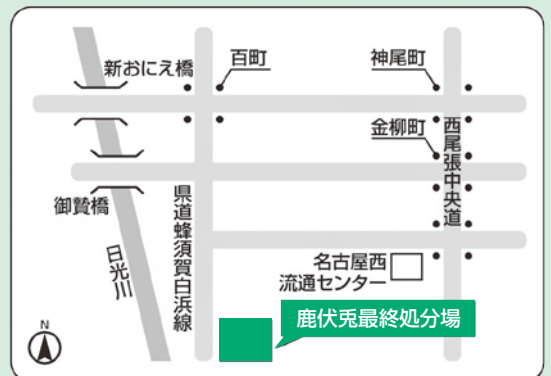 新おにえ橋
百町
神尾町
金柳町
西尾張中央道
御贄橋
県道蜂須賀白浜線
日光川
名古屋西
流通センター
鹿伏兎最終処分場
N